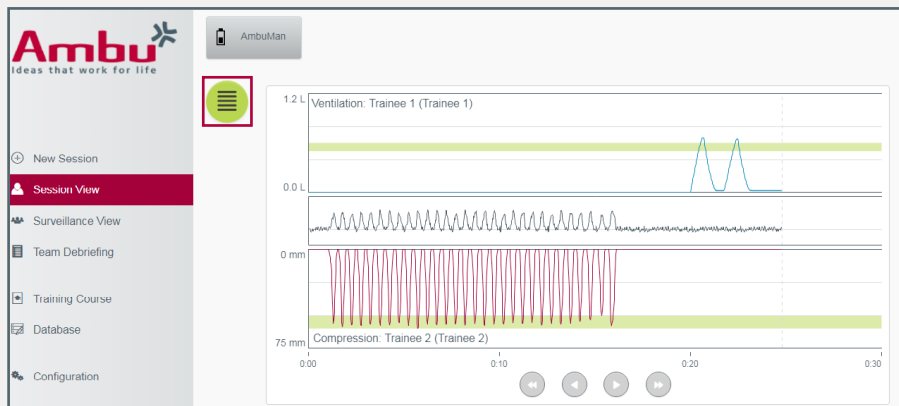 Ambu
Ideas that work for life
AmbuMan
New Session
Session View
Surveillance View
Team Debriefing
Training Course
Database
Configuration
1.2 L
Ventilation: Trainee 1 (Trainee 1)
0.0 L
0 mm
75 mm
Compression: Trainee 2 (Trainee 2)
0:00 0:10 0:20 0:30